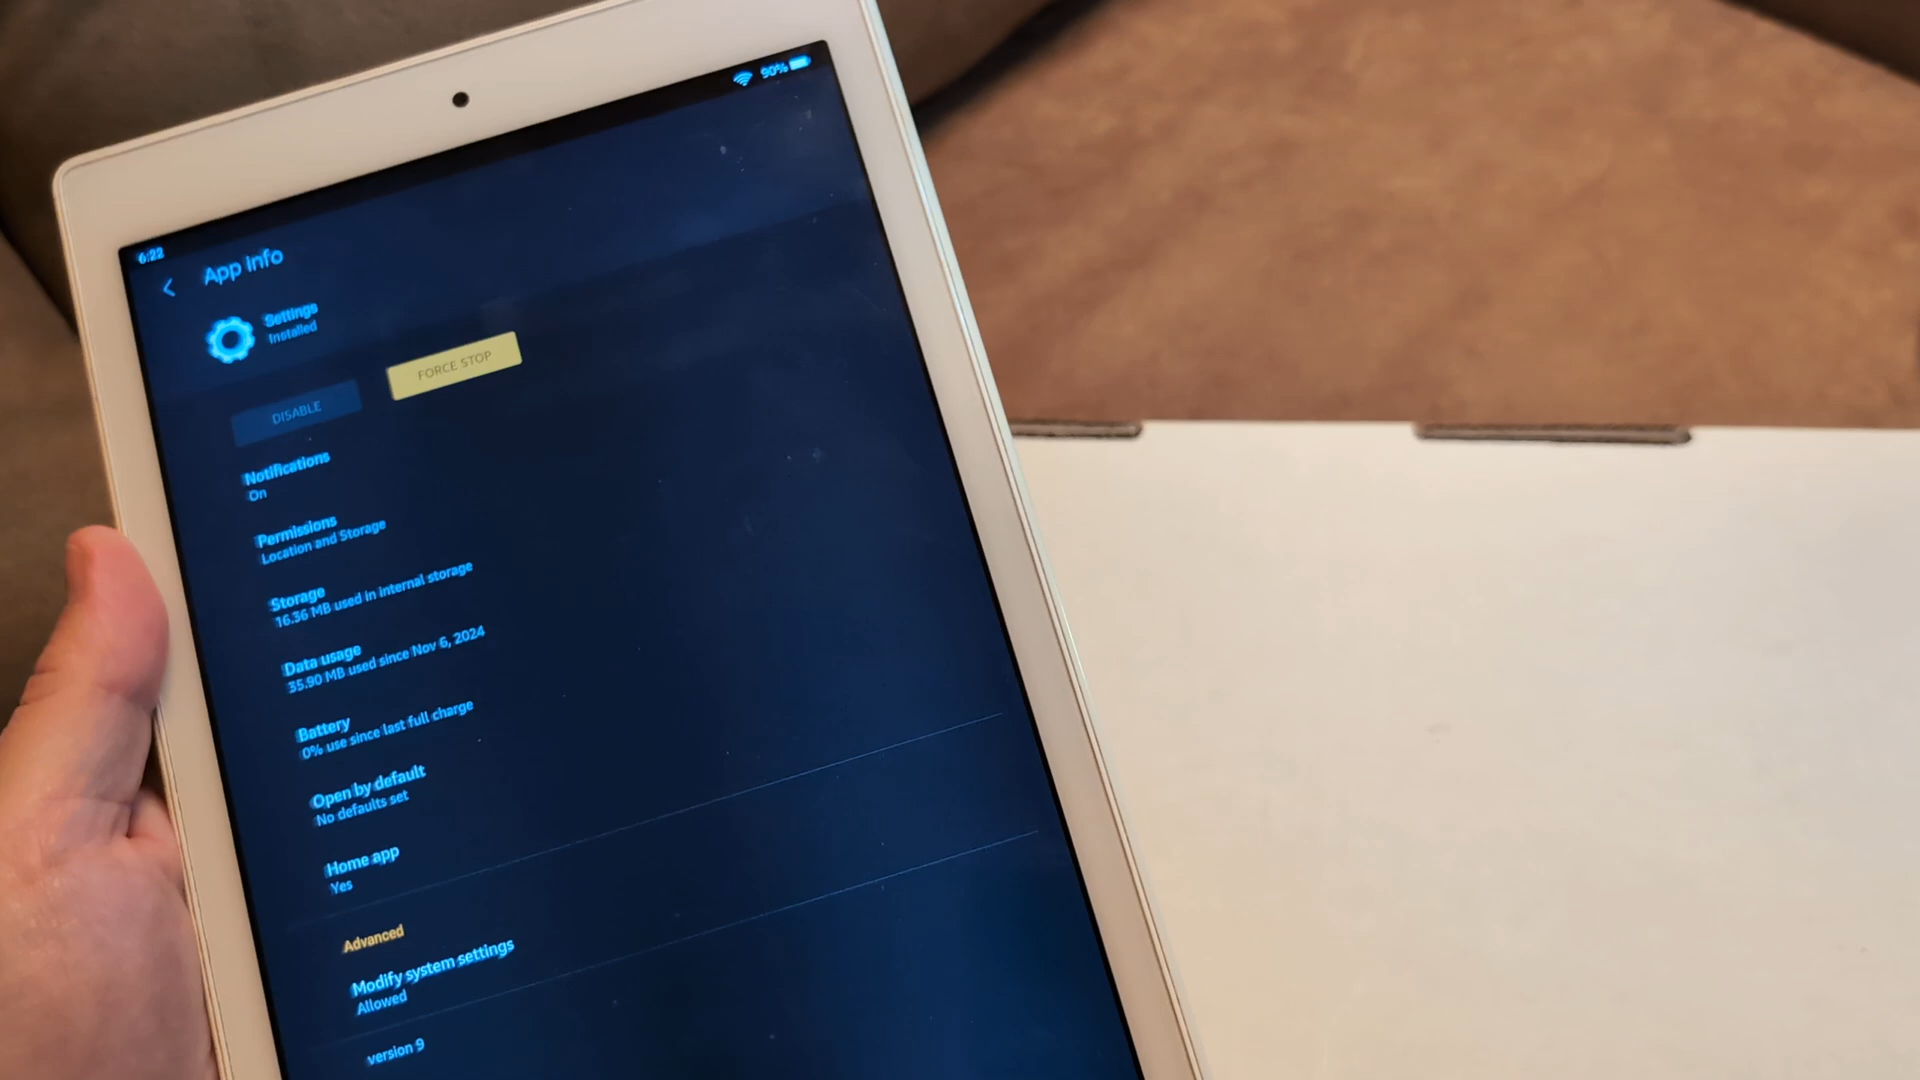 6:22
90%
App info
Settings
Installed
DISABLE
FORCE STOP
Notifications
On
Permissions
Location and Storage
Storage
16.36 MB used in internal storage
Data usage
35.90 MB used since Nov 6, 2024
Battery
0% use since last full charge
Open by default
No defaults set
Home app
Yes
Advanced
Modify system settings
Allowed
version 9